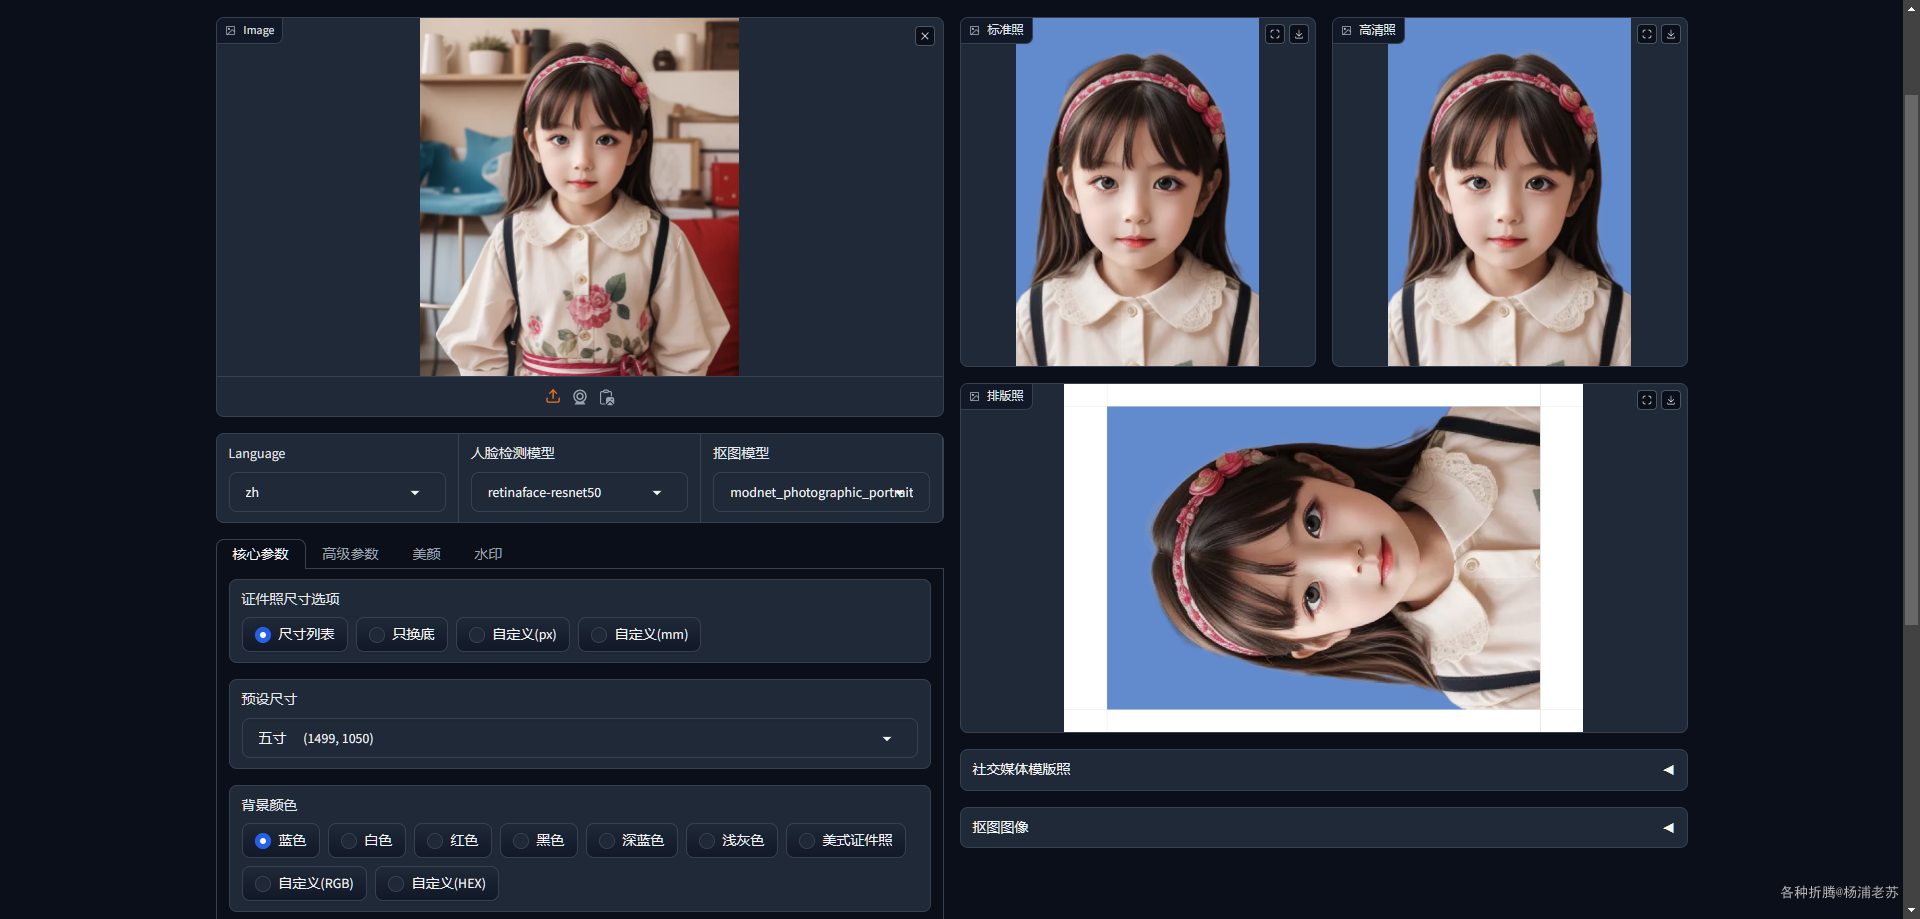 Image
标准照
高清照
排版照
Language
人脸检测模型
抠图模型
zh
retinaface-resnet50
modnet_photographic_portrait
核心参数
高级参数
美颜
水印
证件照尺寸选项
尺寸列表
只换底
自定义(px)
自定义(mm)
预设尺寸
五寸 (1499, 1050)
背景颜色
蓝色
白色
红色
黑色
深蓝色
浅灰色
美式证件照
自定义(RGB)
自定义(HEX)
社交媒体模版照
抠图图像
各种折腾@杨浦老苏